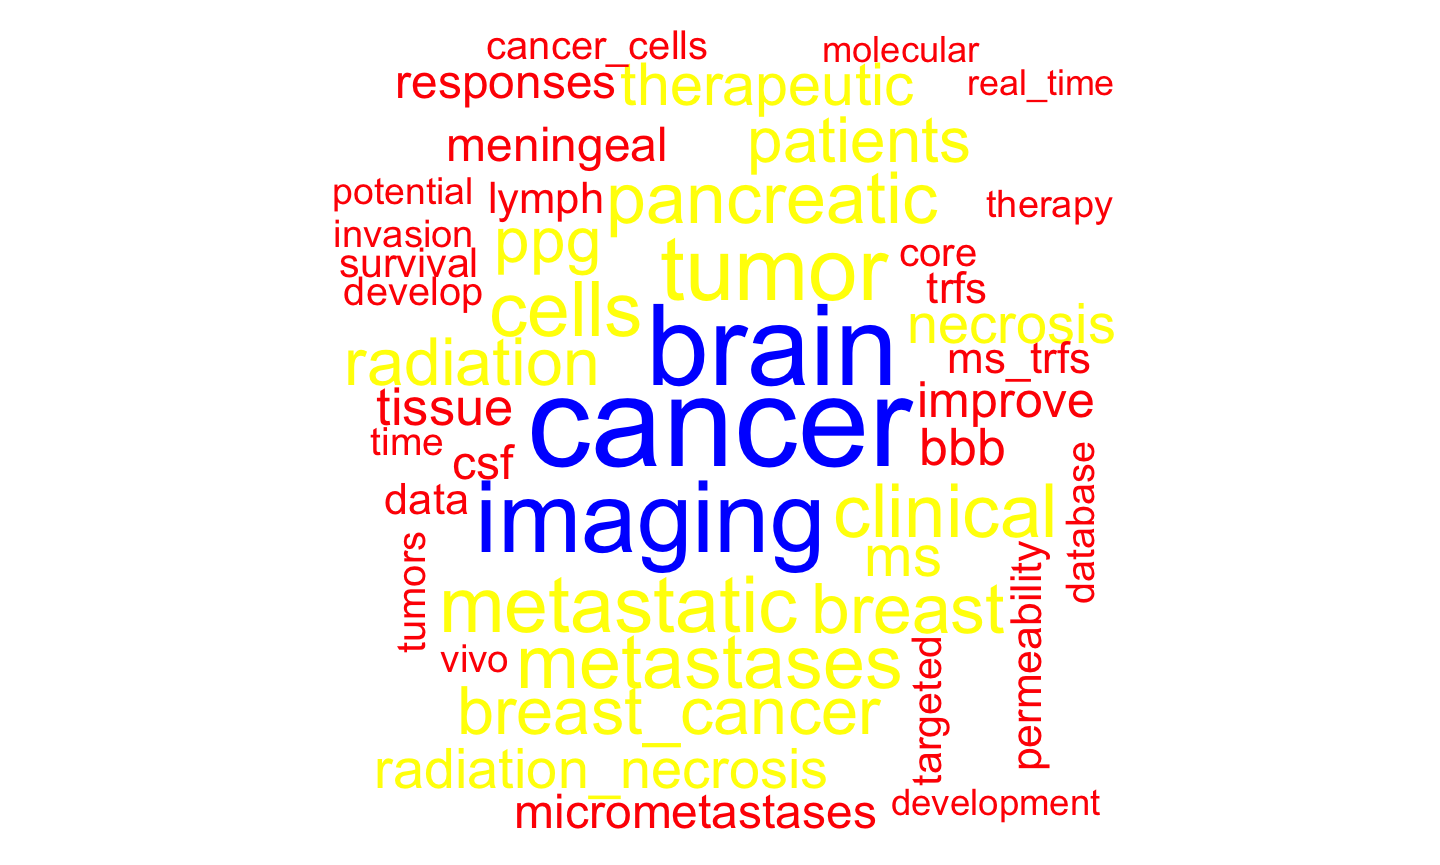 cancer_cells
molecular
responses
therapeutic
real_time
meningeal
patients
potential
lymph
pancreatic
therapy
invasion
ppg
tumor
core
survival
trfs
develop
cells
brain
necrosis
radiation
ms_trfs
tissue
cancer
improve
time
csf
bbb
data
imaging
clinical
database
ms
tumors
metastatic
breast
permeability
vivo
metastases
targeted
breast_cancer
radiation_necrosis
micrometastases
development